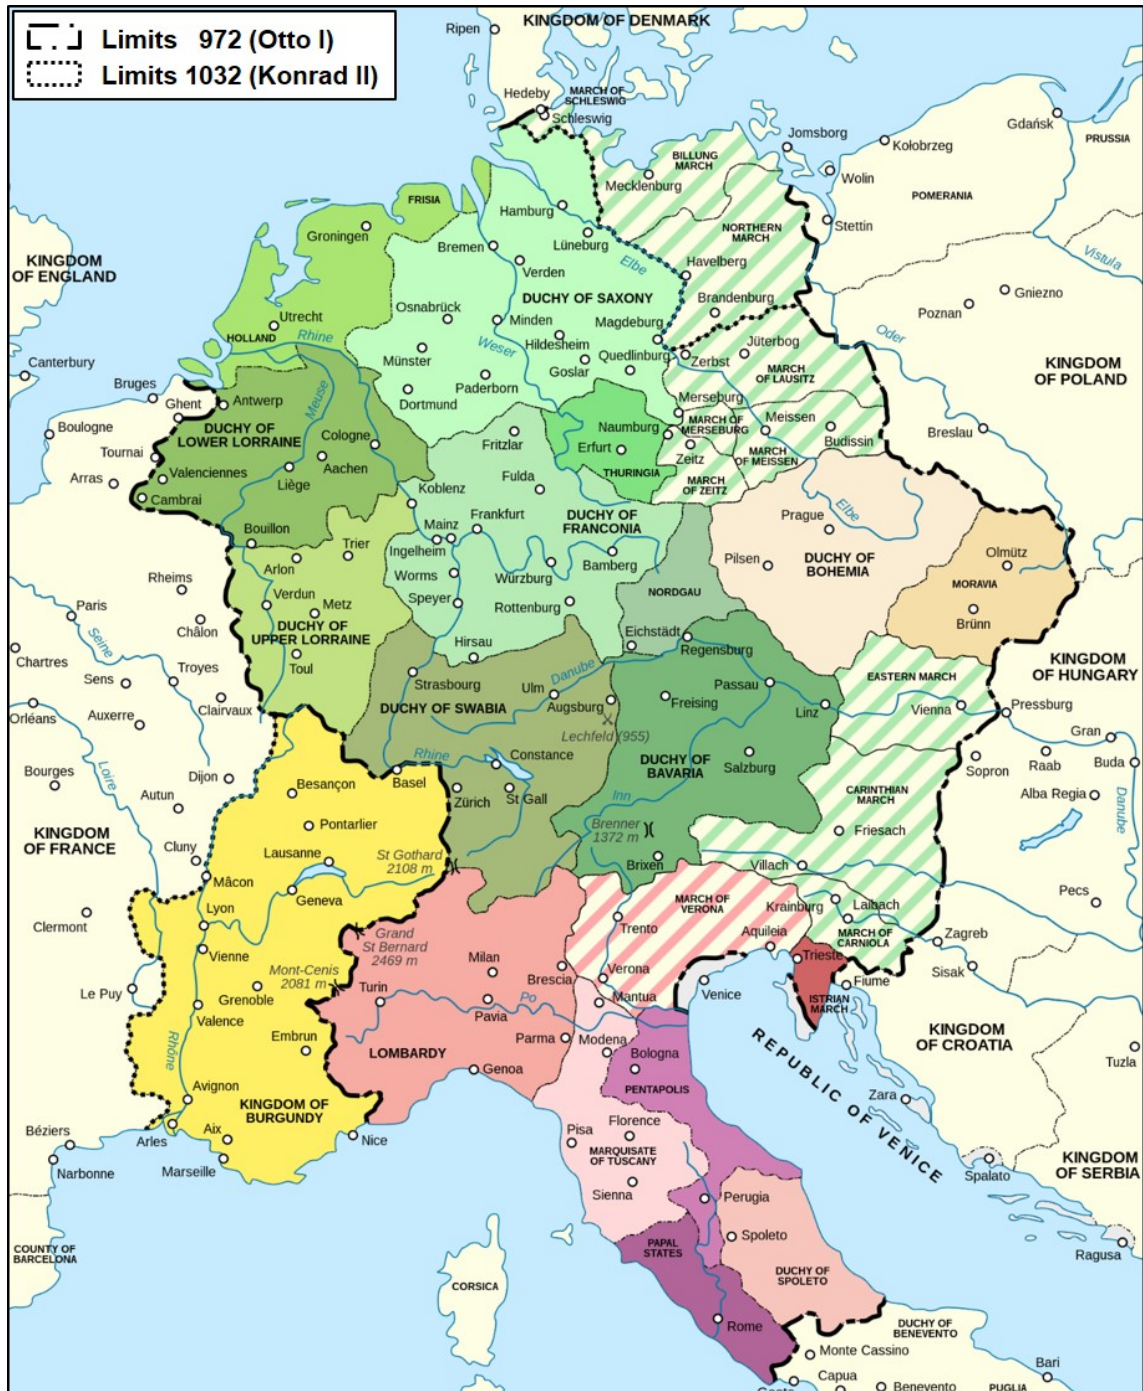 Limits 972 (Otto I)
Limits 1032 (Konrad II)
KINGDOM OF DENMARK
Ripen
Hedeby
MARCH OF
SCHLESWIG
Schleswig
Gdańsk
PRUSSIA
Jomsborg
Kołobrzeg
Wolin
POMERANIA
Stettin
BILLUNG
MARCH
Mecklenburg
NORTHERN
MARCH
Havelberg
Brandenburg
FRISIA
Groningen
Hamburg
Lüneburg
Bremen
Verden
Elbe
DUCHY OF SAXONY
Osnabrück
Minden
Magdeburg
Hildesheim
Weser
Münster
Goslar
Quedlinburg
Paderborn
Dortmund
Zerbst
Jüterbog
MARCH
OF LAUSITZ
Vistula
Gniezno
Poznan
Oder
KINGDOM
OF POLAND
Breslau
KINGDOM
OF ENGLAND
Canterbury
Utrecht
HOLLAND
Rhine
Bruges
Ghent
Antwerp
Meuse
Boulogne
DUCHY OF
LOWER LORRAINE
Cologne
Tournai
Valenciennes
Aachen
Arras
Liège
Cambrai
Merseburg
MARCH OF
MERSEBURG
Meissen
Naumburg
Erfurt
Zeitz
MARCH
OF MEISSEN
Budissin
THURINGIA
MARCH
OF ZEITZ
Fritzlar
Fulda
Koblenz
Frankfurt
DUCHY OF
FRANCONIA
Mainz
Ingelheim
Worms
Würzburg
Bamberg
Speyer
Rottenburg
Prague
Elbe
Pilsen
DUCHY OF
BOHEMIA
Olmütz
MORAVIA
Brünn
Bouillon
Trier
Arlon
Rheims
Verdun
Metz
Paris
Châlon
DUCHY OF
UPPER LORRAINE
Seine
Toul
Chartres
Troyes
Sens
Clairvaux
Orléans
Auxerre
NORDGAU
Eichstädt
Regensburg
Hirsau
Danube
Strasbourg
Ulm
Augsburg
DUCHY OF SWABIA
Lechfeld (955)
Freising
Passau
Linz
EASTERN MARCH
Vienna
KINGDOM
OF HUNGARY
Pressburg
Gran
Sopron
Raab
Buda
Alba Regia
Danube
Pecs
Rhine
Constance
Basel
Zürich
St Gall
DUCHY OF
BAVARIA
Salzburg
Inn
Brenner
1372 m
Brixen
CARINTHIAN
MARCH
Friesach
Villach
Loire
Bourges
Dijon
Autun
Besançon
Pontarlier
KINGDOM
OF FRANCE
Cluny
Lausanne
St Gothard
2108 m
Mâcon
Geneva
Clermont
Lyon
Grand
St Bernard
2469 m
Vienne
Mont-Cenis
2081 m
Le Puy
Grenoble
Valence
Turin
Embrun
Rhône
Avignon
KINGDOM OF
BURGUNDY
Aix
Arles
Nice
Marseille
Béziers
Narbonne
COUNTY OF
BARCELONA
CORSICA
MARCH OF
VERONA
Krainburg
Laibach
MARCH OF
CARNIOLA
Zagreb
Sisak
Trento
Aquileia
Trieste
Fiume
ISTRIAN
MARCH
Milan
Brescia
Verona
Mantua
Venice
Po
Pavia
Parma
Modena
LOMBARDY
Genoa
Bologna
PENTAPOLIS
KINGDOM
OF CROATIA
Tuzla
REPUBLIC OF VENICE
Zara
KINGDOM
OF SERBIA
Spalato
Ragusa
Florence
Pisa
MARQUISATE
OF TUSCANY
Sienna
Perugia
Spoleto
PAPAL
STATES
DUCHY OF
SPOLETO
Rome
DUCHY OF
BENEVENTO
Monte Cassino
Bari
Capua
Benevento
PUGLIA